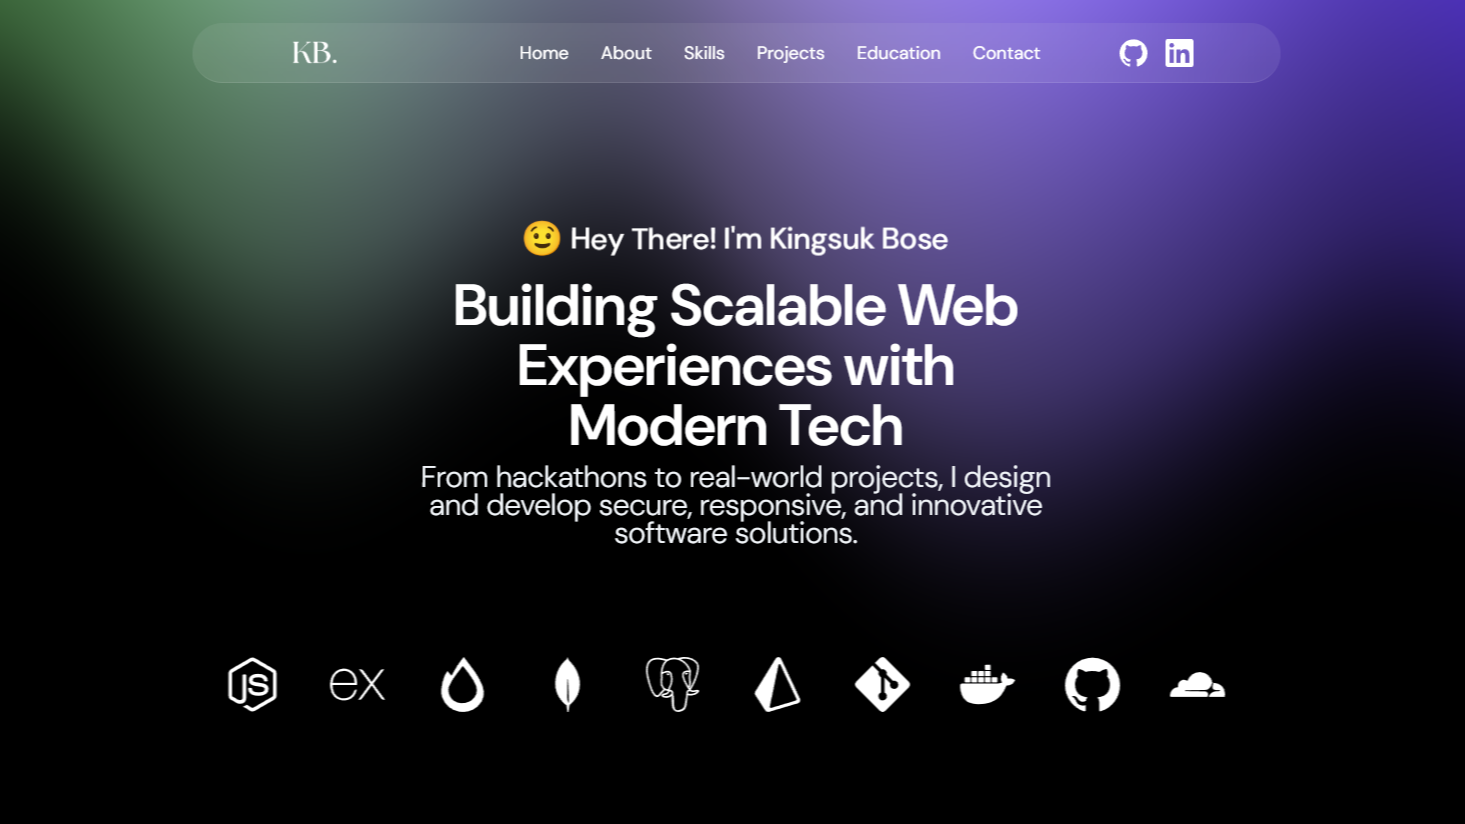 KB.
Home About Skills Projects Education Contact
in
😉 Hey There! I'm Kingsuk Bose
Building Scalable Web
Experiences with
Modern Tech
From hackathons to real-world projects, I design
and develop secure, responsive, and innovative
software solutions.
JS ex